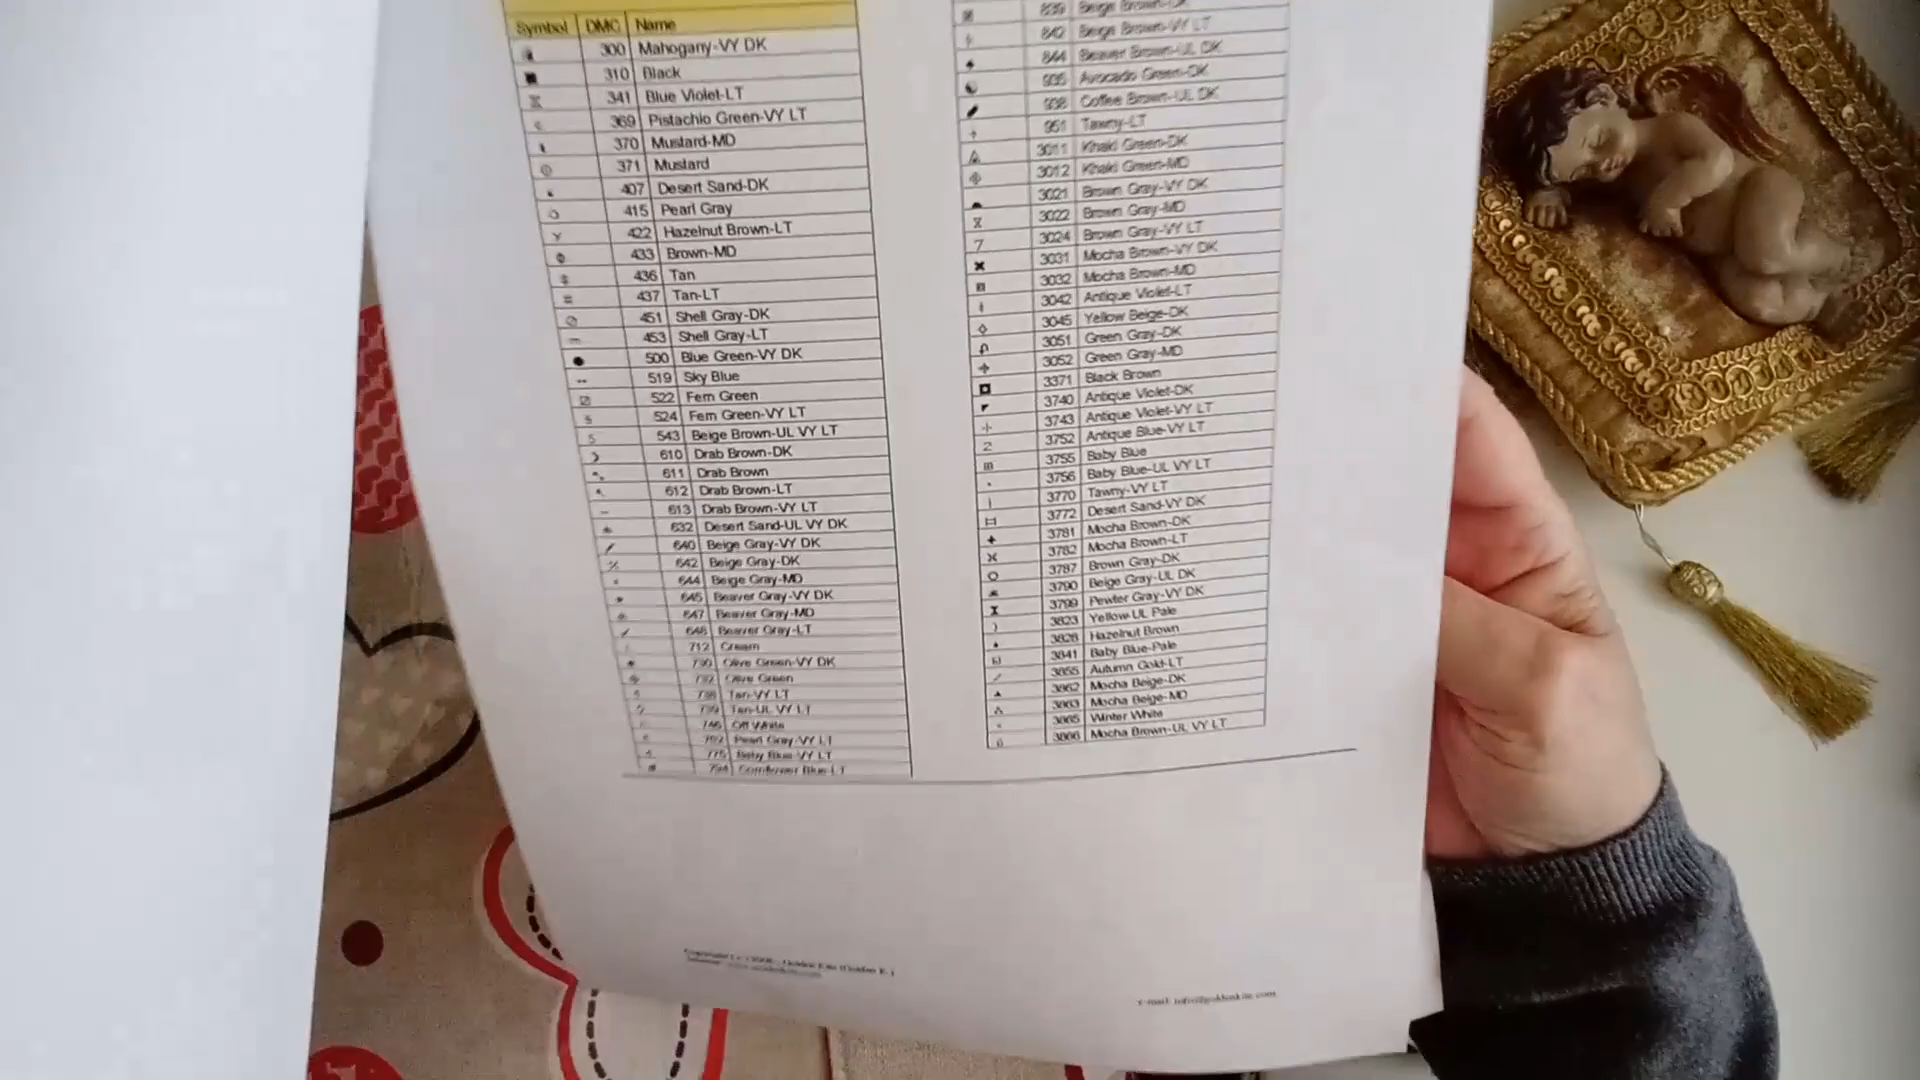 Symbol DMC Name
300 Mahogany-VY DK
310 Black
341 Blue Violet-LT
369 Pistachio Green-VY LT
370 Mustard-MD
371 Mustard
407 Desert Sand-DK
415 Pearl Gray
422 Hazelnut Brown-LT
433 Brown-MD
436 Tan
437 Tan-LT
451 Shell Gray-DK
453 Shell Gray-LT
500 Blue Green-VY DK
519 Sky Blue
522 Fern Green
524 Fern Green-VY LT
543 Beige Brown-UL VY LT
610 Drab Brown-DK
611 Drab Brown
612 Drab Brown-LT
613 Drab Brown-VY LT
632 Desert Sand-UL VY DK
640 Beige Gray-VY DK
642 Beige Gray-DK
644 Beige Gray-MD
645 Beaver Gray-VY DK
647 Beaver Gray-MD
648 Beaver Gray-LT
712 Cream
730 Olive Green-VY DK
732 Olive Green
738 Tan-VY LT
739 Tan-UL VY LT
746 Off White
762 Pearl Gray-VY LT
775 Baby Blue-VY LT
794 Cornflower Blue-LT
839 Beige Brown-DK
842 Beige Brown-VY LT
844 Beaver Brown-UL DK
Avocado Green-DK
938 Coffee Brown-UL DK
951 Tawny-LT
3011 Khaki Green-DK
3012 Khaki Green-MD
3021 Brown Gray-VY DK
3022 Brown Gray-MD
3024 Brown Gray-VY LT
3031 Mocha Brown-VY DK
3032 Mocha Brown-MD
3042 Antique Violet-LT
3045 Yellow Beige-DK
3051 Green Gray-DK
3052 Green Gray-MD
3371 Black Brown
3740 Antique Violet-DK
3743 Antique Violet-VY LT
3752 Antique Blue-VY LT
3755 Baby Blue
3756 Baby Blue-UL VY LT
3770 Tawny-VY LT
3772 Desert Sand-VY DK
3781 Mocha Brown-DK
3782 Mocha Brown-LT
3787 Brown Gray-DK
3790 Beige Gray-UL DK
3799 Pewter Gray-VY DK
3823 Yellow-UL Pale
3828 Hazelnut Brown
3841 Baby Blue-Pale
3855 Autumn Gold-LT
3862 Mocha Beige-DK
3863 Mocha Beige-MD
3865 Winter White
3866 Mocha Brown-UL VY LT
e-mail: info@goldenkite.com